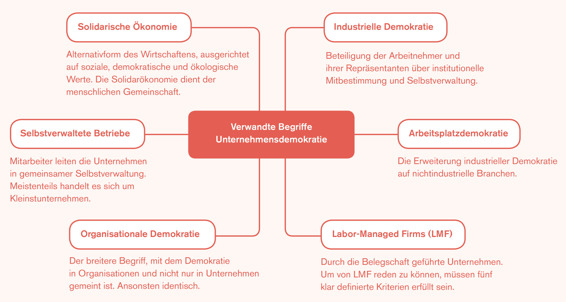 Solidarische Ökonomie
Alternativform des Wirtschaftens, ausgerichtet
auf soziale, demokratische und ökologische
Werte. Die Solidarökonomie dient der
menschlichen Gemeinschaft.
Industrielle Demokratie
Beteiligung der Arbeitnehmer und
ihrer Repräsentanten über institutionelle
Mitbestimmung und Selbstverwaltung.
Selbstverwaltete Betriebe
Mitarbeiter leiten die Unternehmen
in gemeinsamer Selbstverwaltung.
Meistenteils handelt es sich um
Kleinstunternehmen.
Verwandte Begriffe
Unternehmensdemokratie
Arbeitsplatzdemokratie
Die Erweiterung industrieller Demokratie
auf nichtindustrielle Branchen.
Organisationale Demokratie
Der breitere Begriff, mit dem Demokratie
in Organisationen und nicht nur in Unternehmen
gemeint ist. Ansonsten identisch.
Labor-Managed Firms (LMF)
Durch die Belegschaft geführte Unternehmen.
Um von LMF reden zu können, müssen fünf
klar definierte Kriterien erfüllt sein.